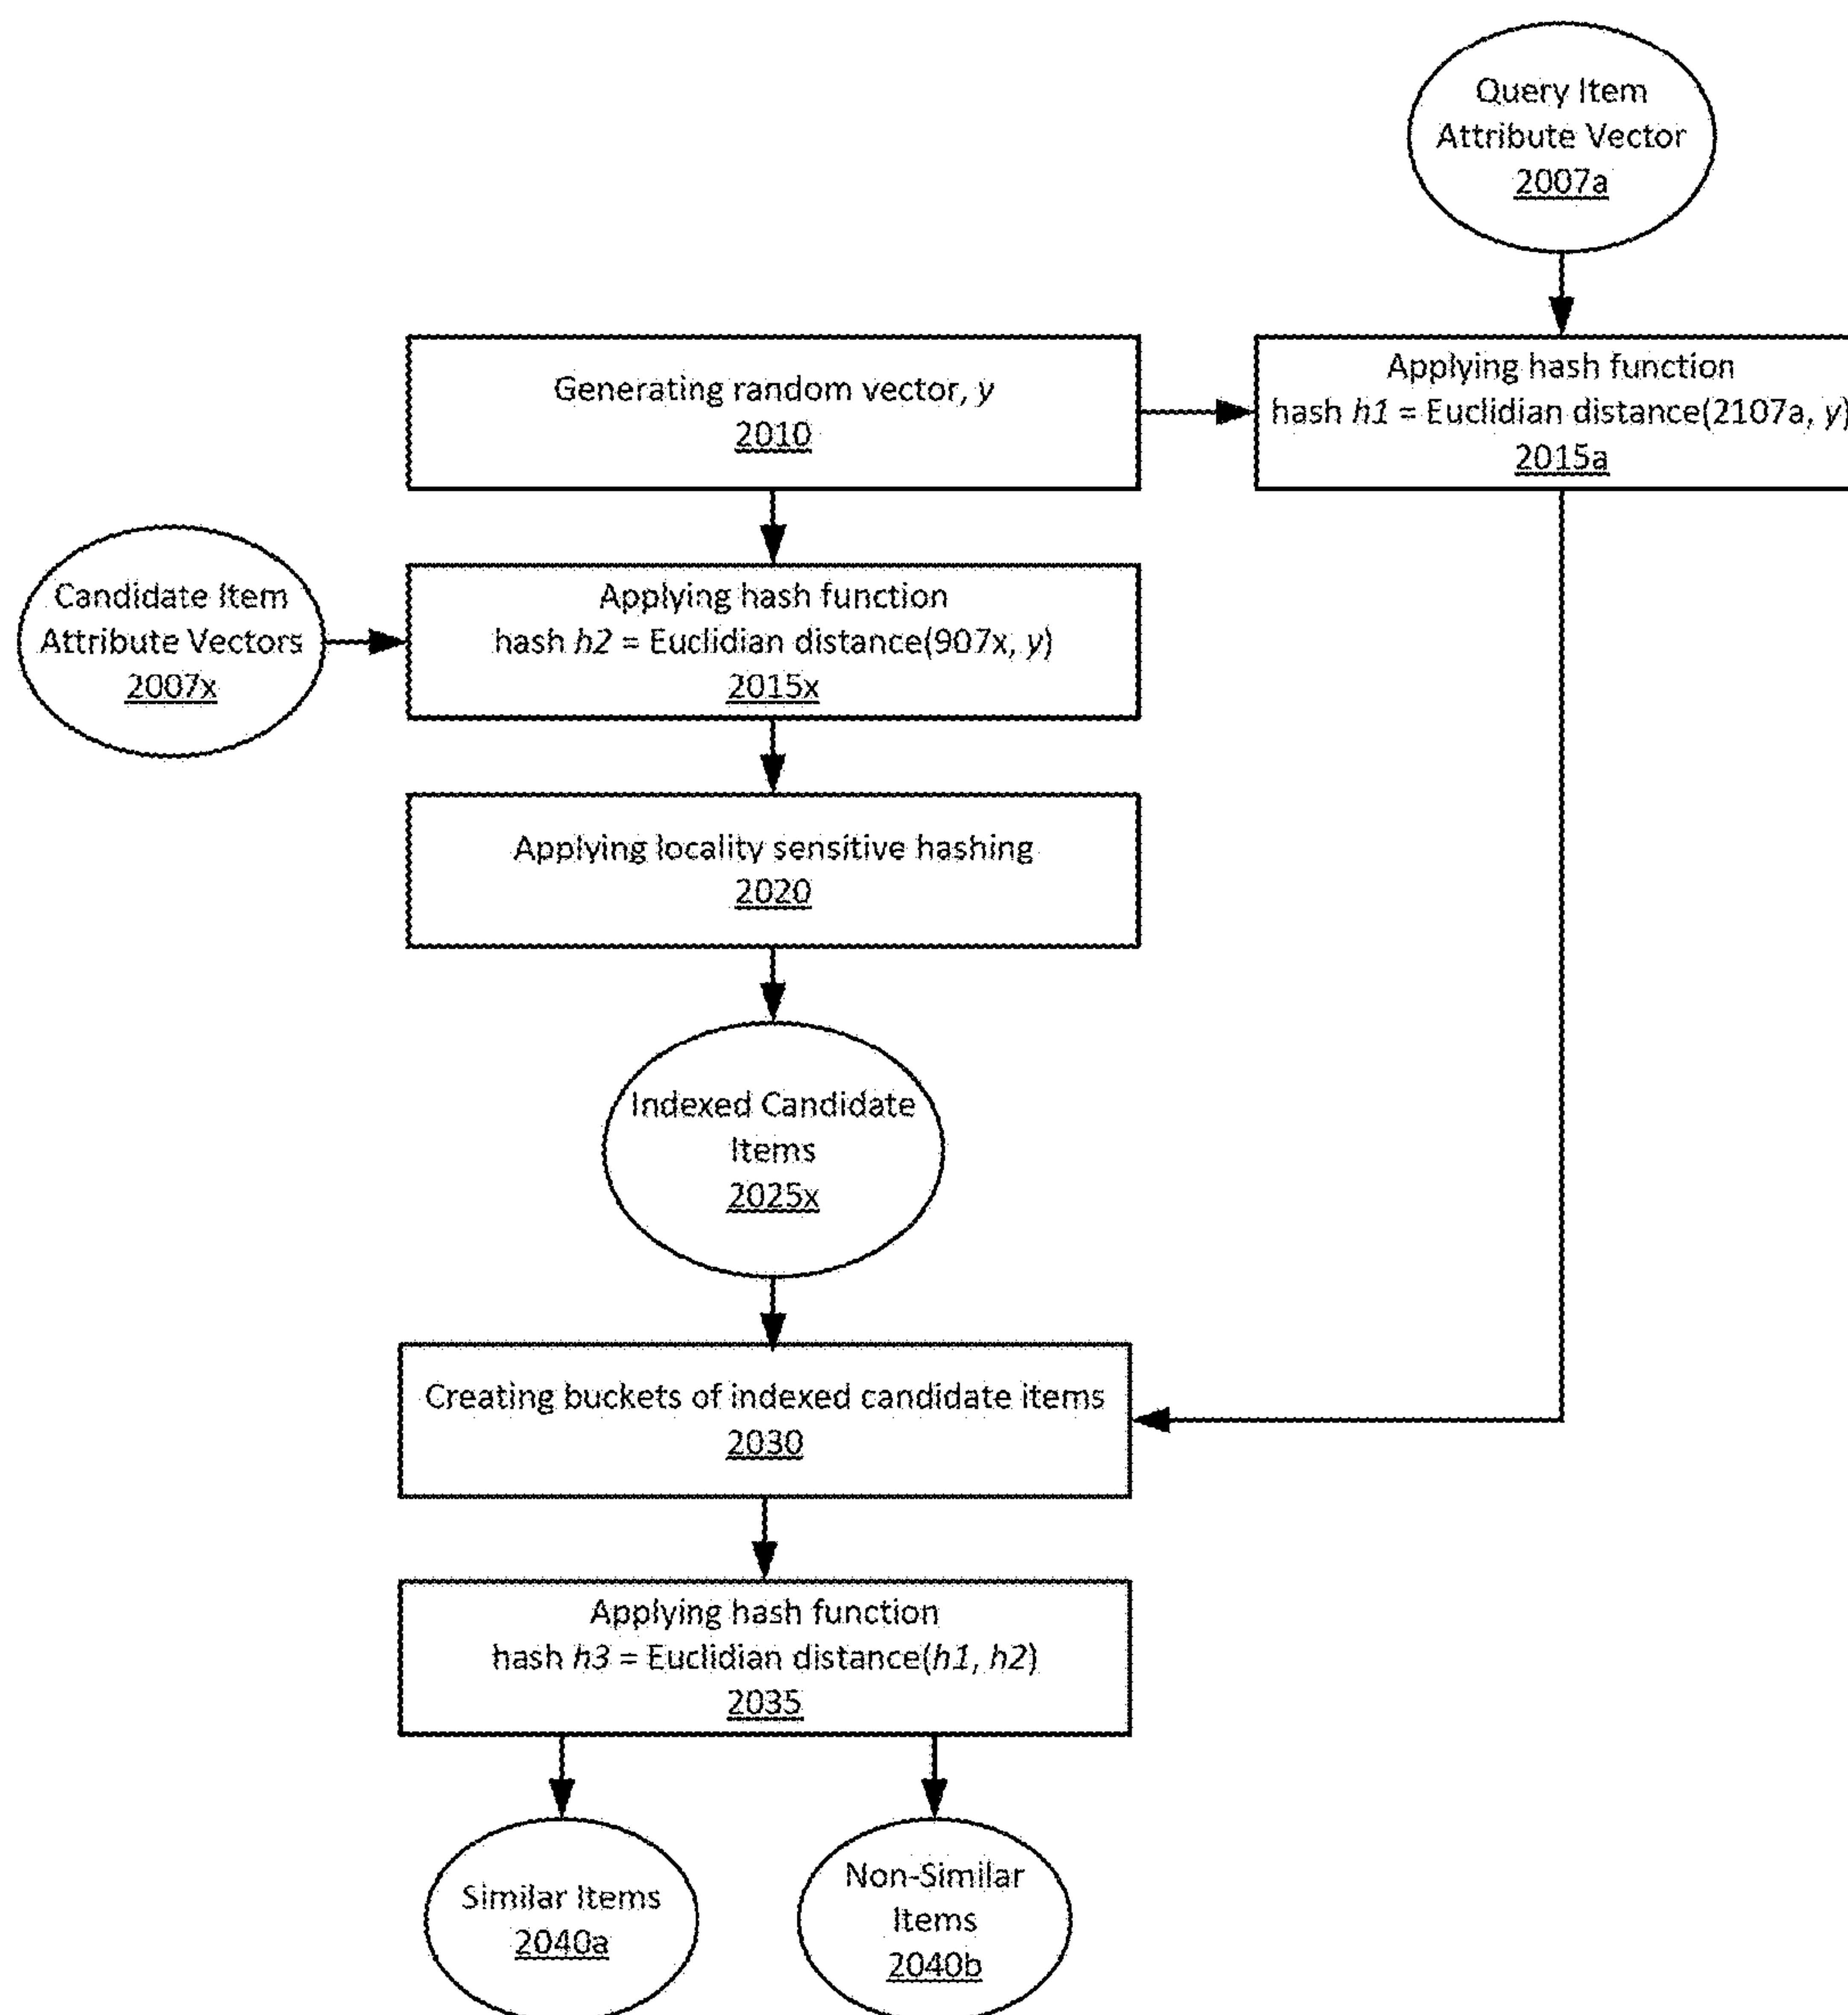 Query Item
Attribute Vector
2007a
Generating random vector, y
2010
Applying hash function
hash h1 = Euclidian distance(2107a, y)
2015a
Candidate Item
Attribute Vectors
2007x
Applying hash function
hash h2 = Euclidian distance(907x, y)
2015x
Applying locality sensitive hashing
2020
Indexed Candidate
Items
2025x
Creating buckets of indexed candidate items
2030
Applying hash function
hash h3 = Euclidian distance(h1, h2)
2035
Similar Items
2040a
Non-Similar
Items
2040b